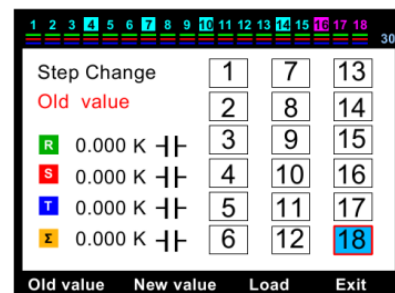 1 2 3 4 5 6 7 8 9 10 11 12 13 14 15 16 17 18
30
Step Change 1 7 13
Old value 2 8 14
R 0.000 K 3 9 15
S 0.000 K 4 10 16
T 0.000 K 5 11 17
Σ 0.000 K 6 12 18
Old value New value Load Exit